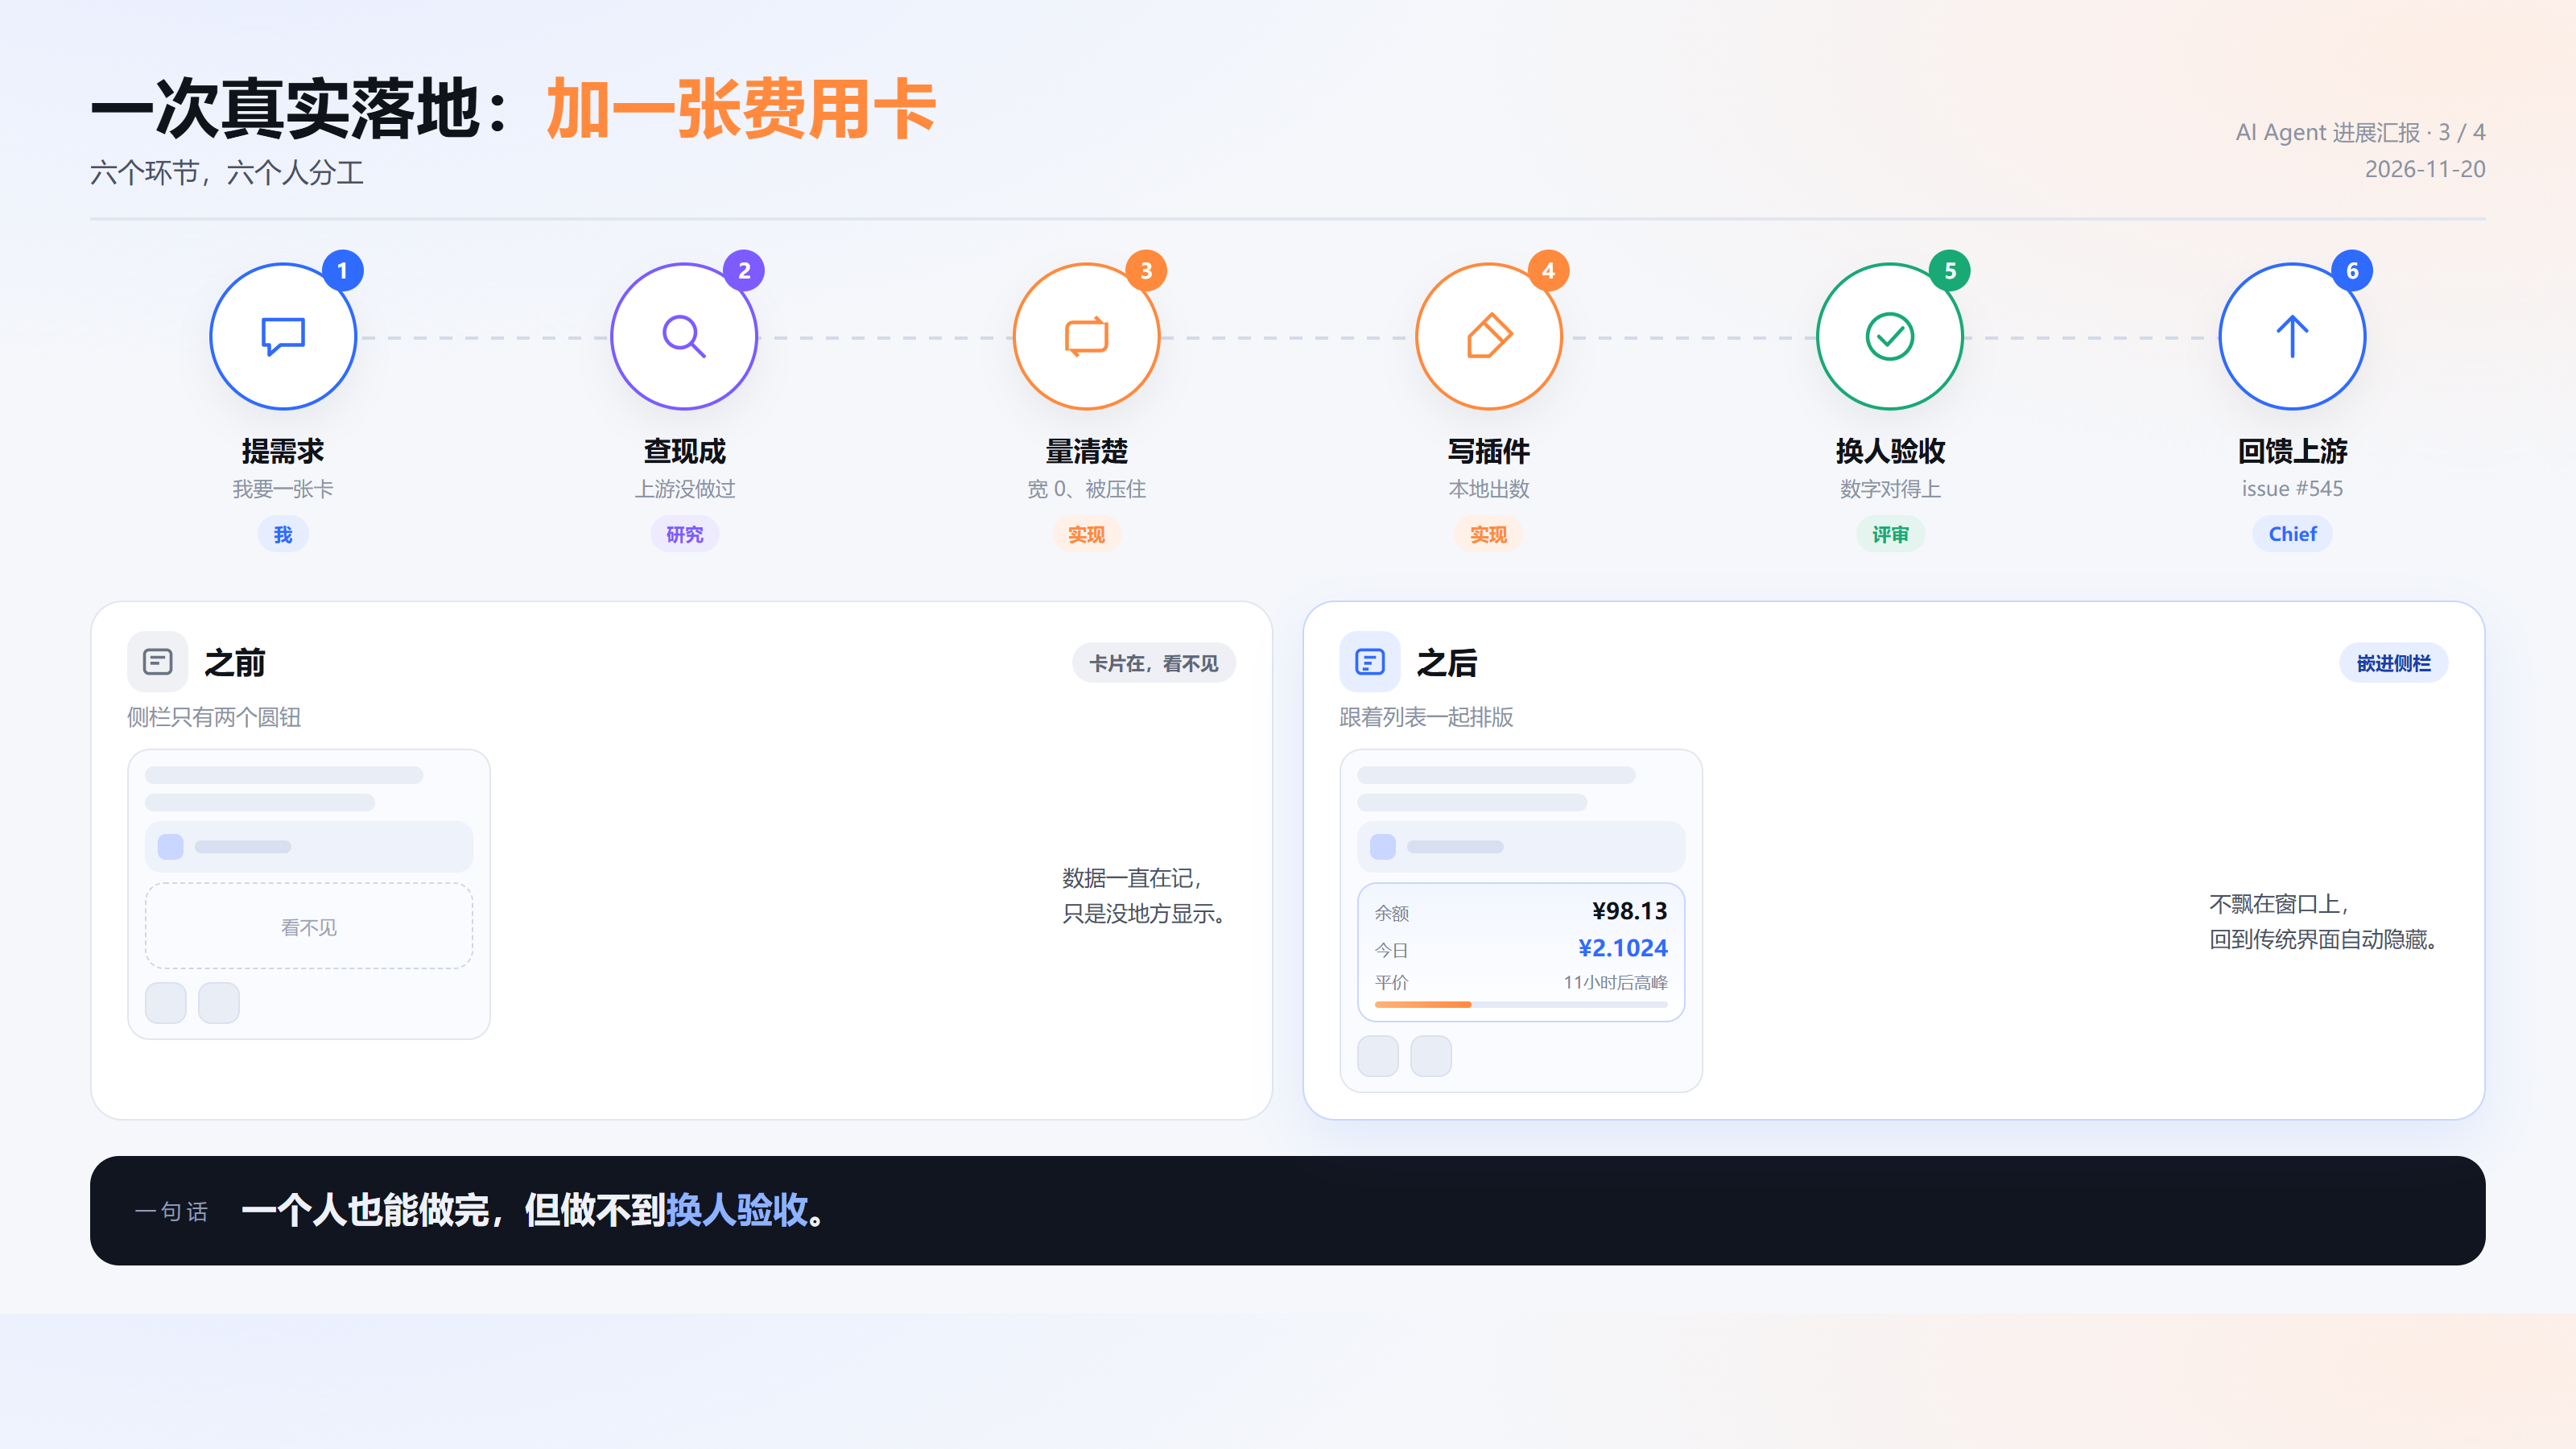 一次真实落地：加一张费用卡
六个环节，六个人分工
AI Agent 进展汇报 · 3 / 4
2026-11-20
1
2
3
4
5
6
提需求
查现成
量清楚
写插件
换人验收
回馈上游
我要一张卡
上游没做过
宽 0、被压住
本地出数
数字对得上
issue #545
我
研究
实现
实现
评审
Chief
之前
卡片在，看不见
侧栏只有两个圆钮
看不见
数据一直在记，
只是没地方显示。
之后
嵌进侧栏
跟着列表一起排版
余额 ¥98.13
今日 ¥2.1024
平价 11小时后高峰
不飘在窗口上，
回到传统界面自动隐藏。
一句话 一个人也能做完，但做不到换人验收。